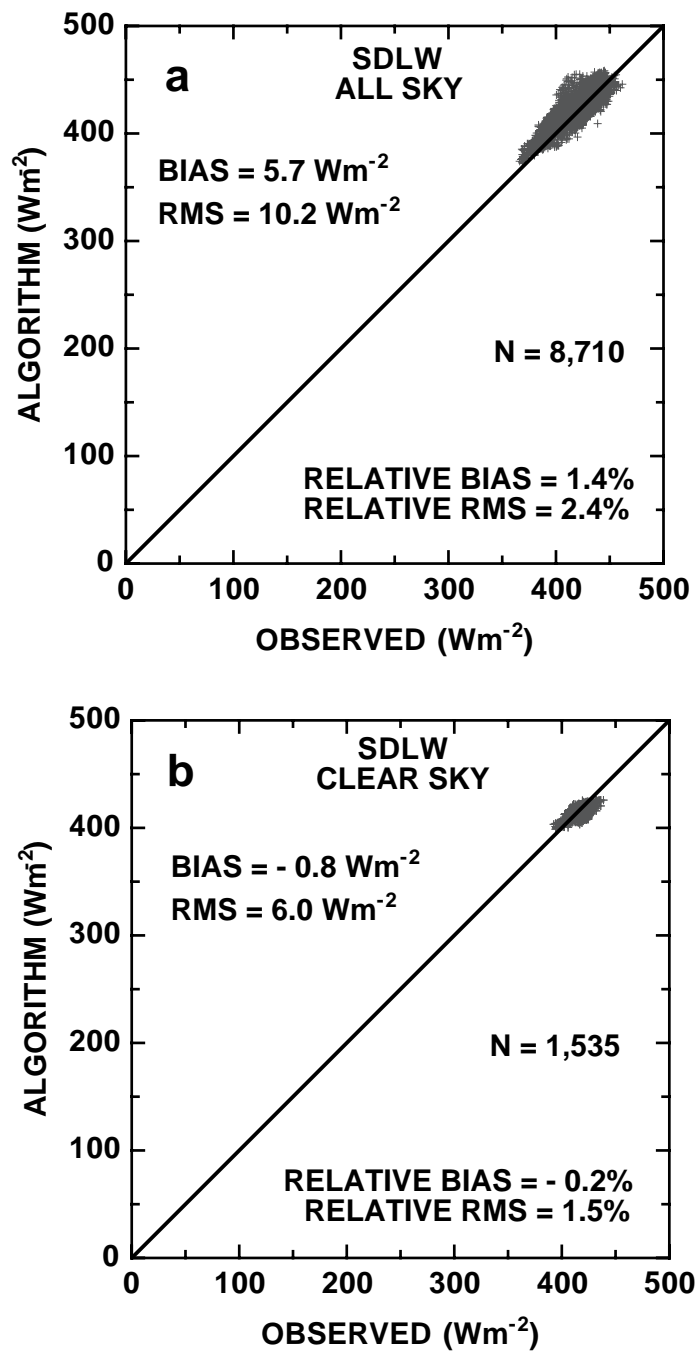 500
400
300
200
100
0
ALGORITHM (Wm-2)
a
SDLW
ALL SKY
BIAS = 5.7 Wm-2
RMS = 10.2 Wm-2
N = 8,710
RELATIVE BIAS = 1.4%
RELATIVE RMS = 2.4%
0 100 200 300 400 500
OBSERVED (Wm-2)
500
400
300
200
100
0
ALGORITHM (Wm-2)
b
SDLW
CLEAR SKY
BIAS = - 0.8 Wm-2
RMS = 6.0 Wm-2
N = 1,535
RELATIVE BIAS = - 0.2%
RELATIVE RMS = 1.5%
0 100 200 300 400 500
OBSERVED (Wm-2)